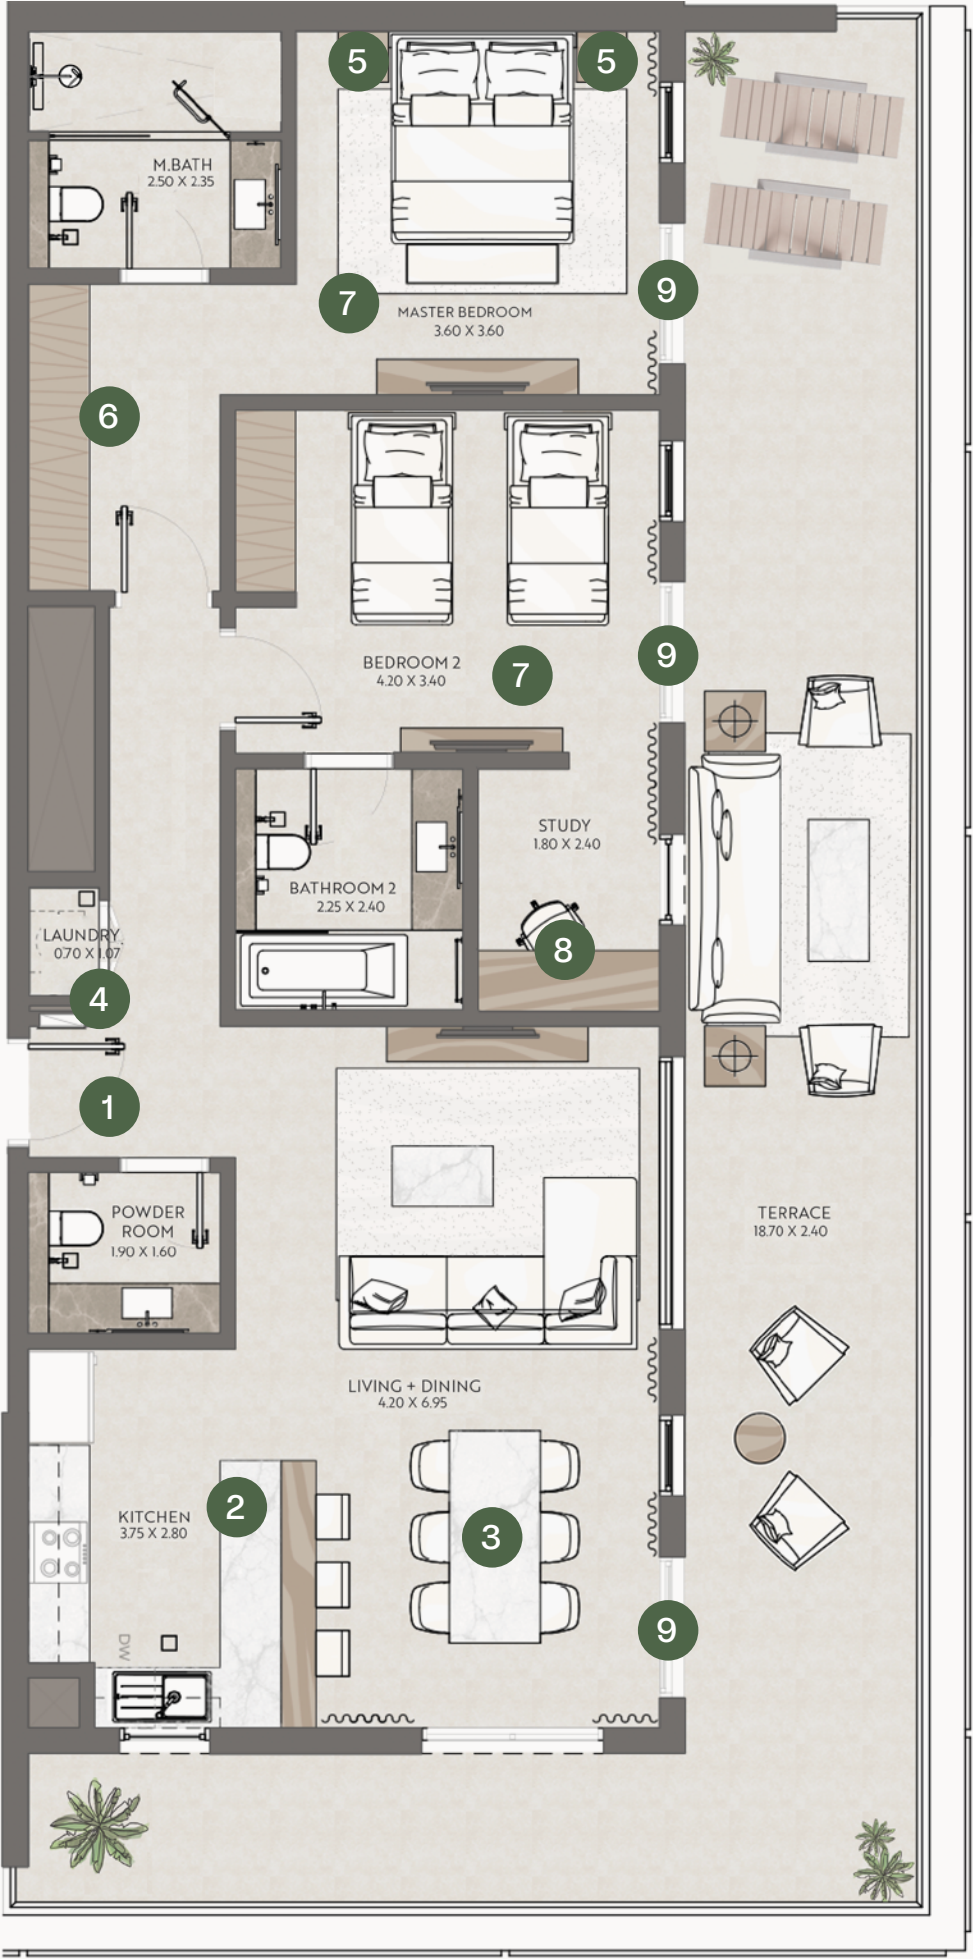 5
5
M.BATH
2.50 X 2.35
7
9
MASTER BEDROOM
3.60 X 3.60
6
BEDROOM 2
4.20 X 3.40
7
9
STUDY
1.80 X 2.40
BATHROOM 2
2.25 X 2.40
LAUNDRY
0.70 X 1.07
8
4
1
POWDER
ROOM
1.90 X 1.60
TERRACE
18.70 X 2.40
LIVING + DINING
4.20 X 6.95
2
KITCHEN
3.75 X 2.80
3
DW
9